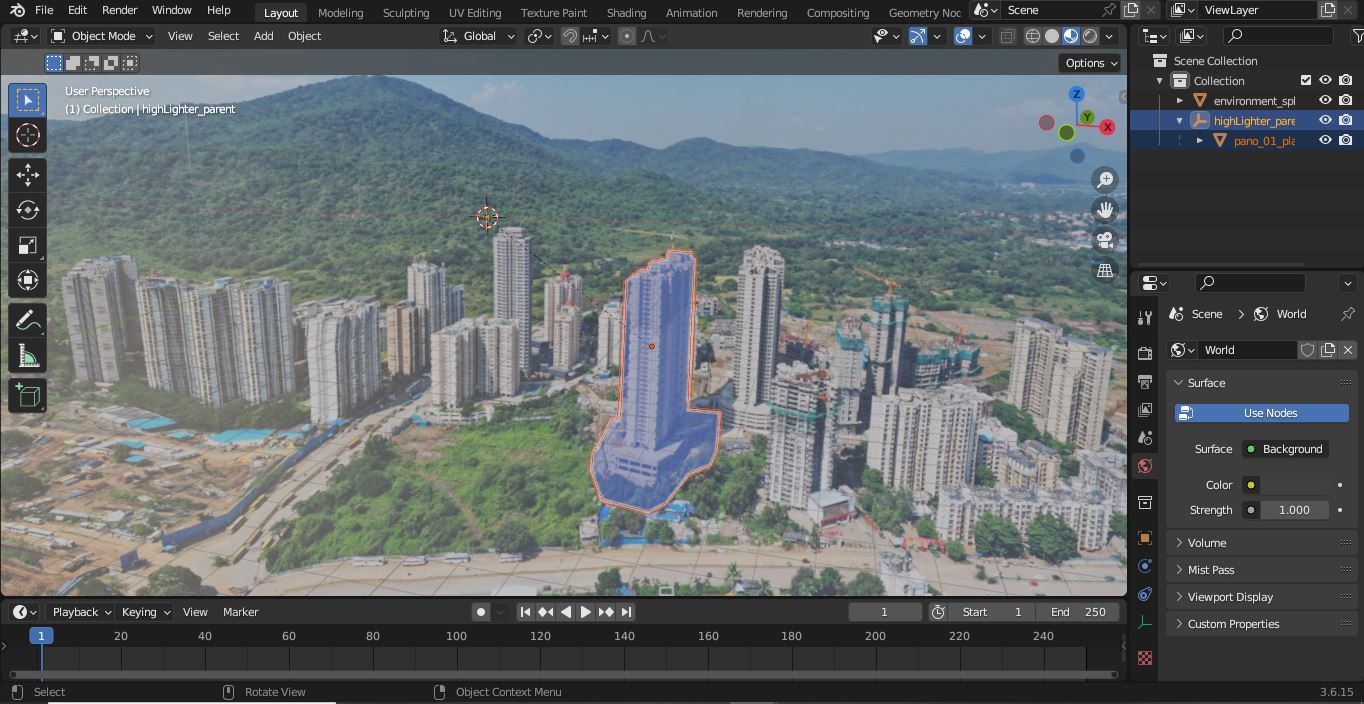 File Edit Render Window Help Layout Modeling Sculpting UV Editing Texture Paint Shading Animation Rendering Compositing Geometry Noc Scene ViewLayer
Object Mode View Select Add Object Global
Options
User Perspective
(1) Collection | highLighter_parent
Z
Y
X
Scene Collection
Collection
environment_spl
highLighter_pare
pano_01_pla
Scene World
World
Surface
Use Nodes
Surface Background
Color
Strength 1.000
Volume
Mist Pass
Viewport Display
Custom Properties
Playback Keying View Marker 1 Start 1 End 250
1 20 40 60 80 100 120 140 160 180 200 220 240
Select Rotate View Object Context Menu 3.6.15